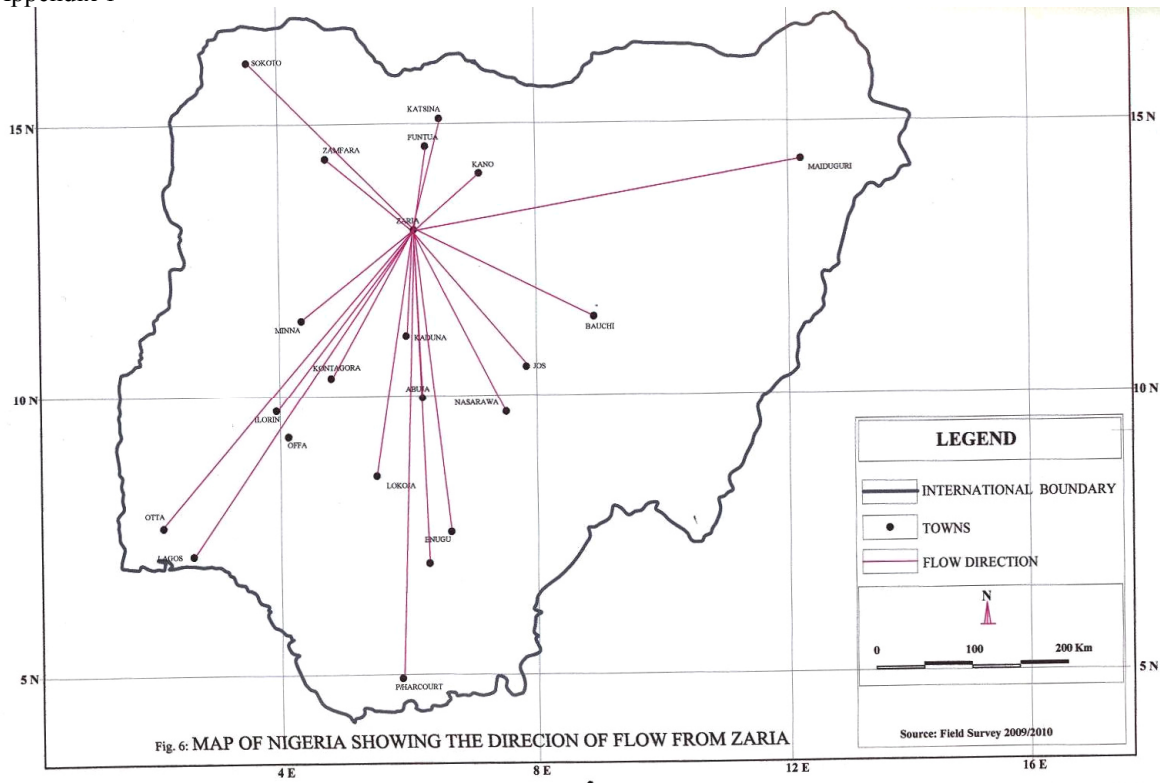 SOKOTO
KATSINA
15 N
15 N
FUNTUA
ZAMFARA
KANO
MAIDUGURI
ZARIA
BAUCHI
MINNA
KADUNA
KONTAGORA
JOS
ABUJA
NASARAWA
10 N
10 N
ILORIN
OFFA
LEGEND
LOKOJA
INTERNATIONAL BOUNDARY
OTTA
TOWNS
ENUGU
LAGOS
FLOW DIRECTION
N
0 100 200 Km
5 N
5 N
P/HARCOURT
Fig. 6: MAP OF NIGERIA SHOWING THE DIRECION OF FLOW FROM ZARIA
Source: Field Survey 2009/2010
4 E 8 E 12 E 16 E